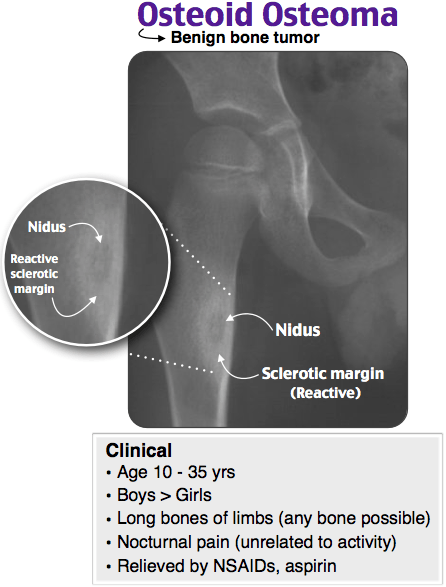 Osteoid Osteoma
Benign bone tumor
Nidus
Reactive
sclerotic
margin
Nidus
Sclerotic margin
(Reactive)
Clinical
• Age 10 - 35 yrs
• Boys > Girls
• Long bones of limbs (any bone possible)
• Nocturnal pain (unrelated to activity)
• Relieved by NSAIDs, aspirin